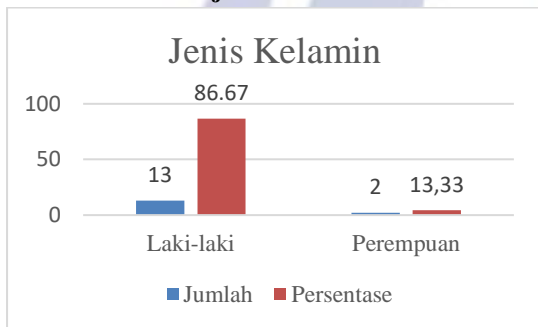 Jenis Kelamin
100
50
0
13
86.67
2
13,33
Laki-laki
Perempuan
Jumlah
Persentase